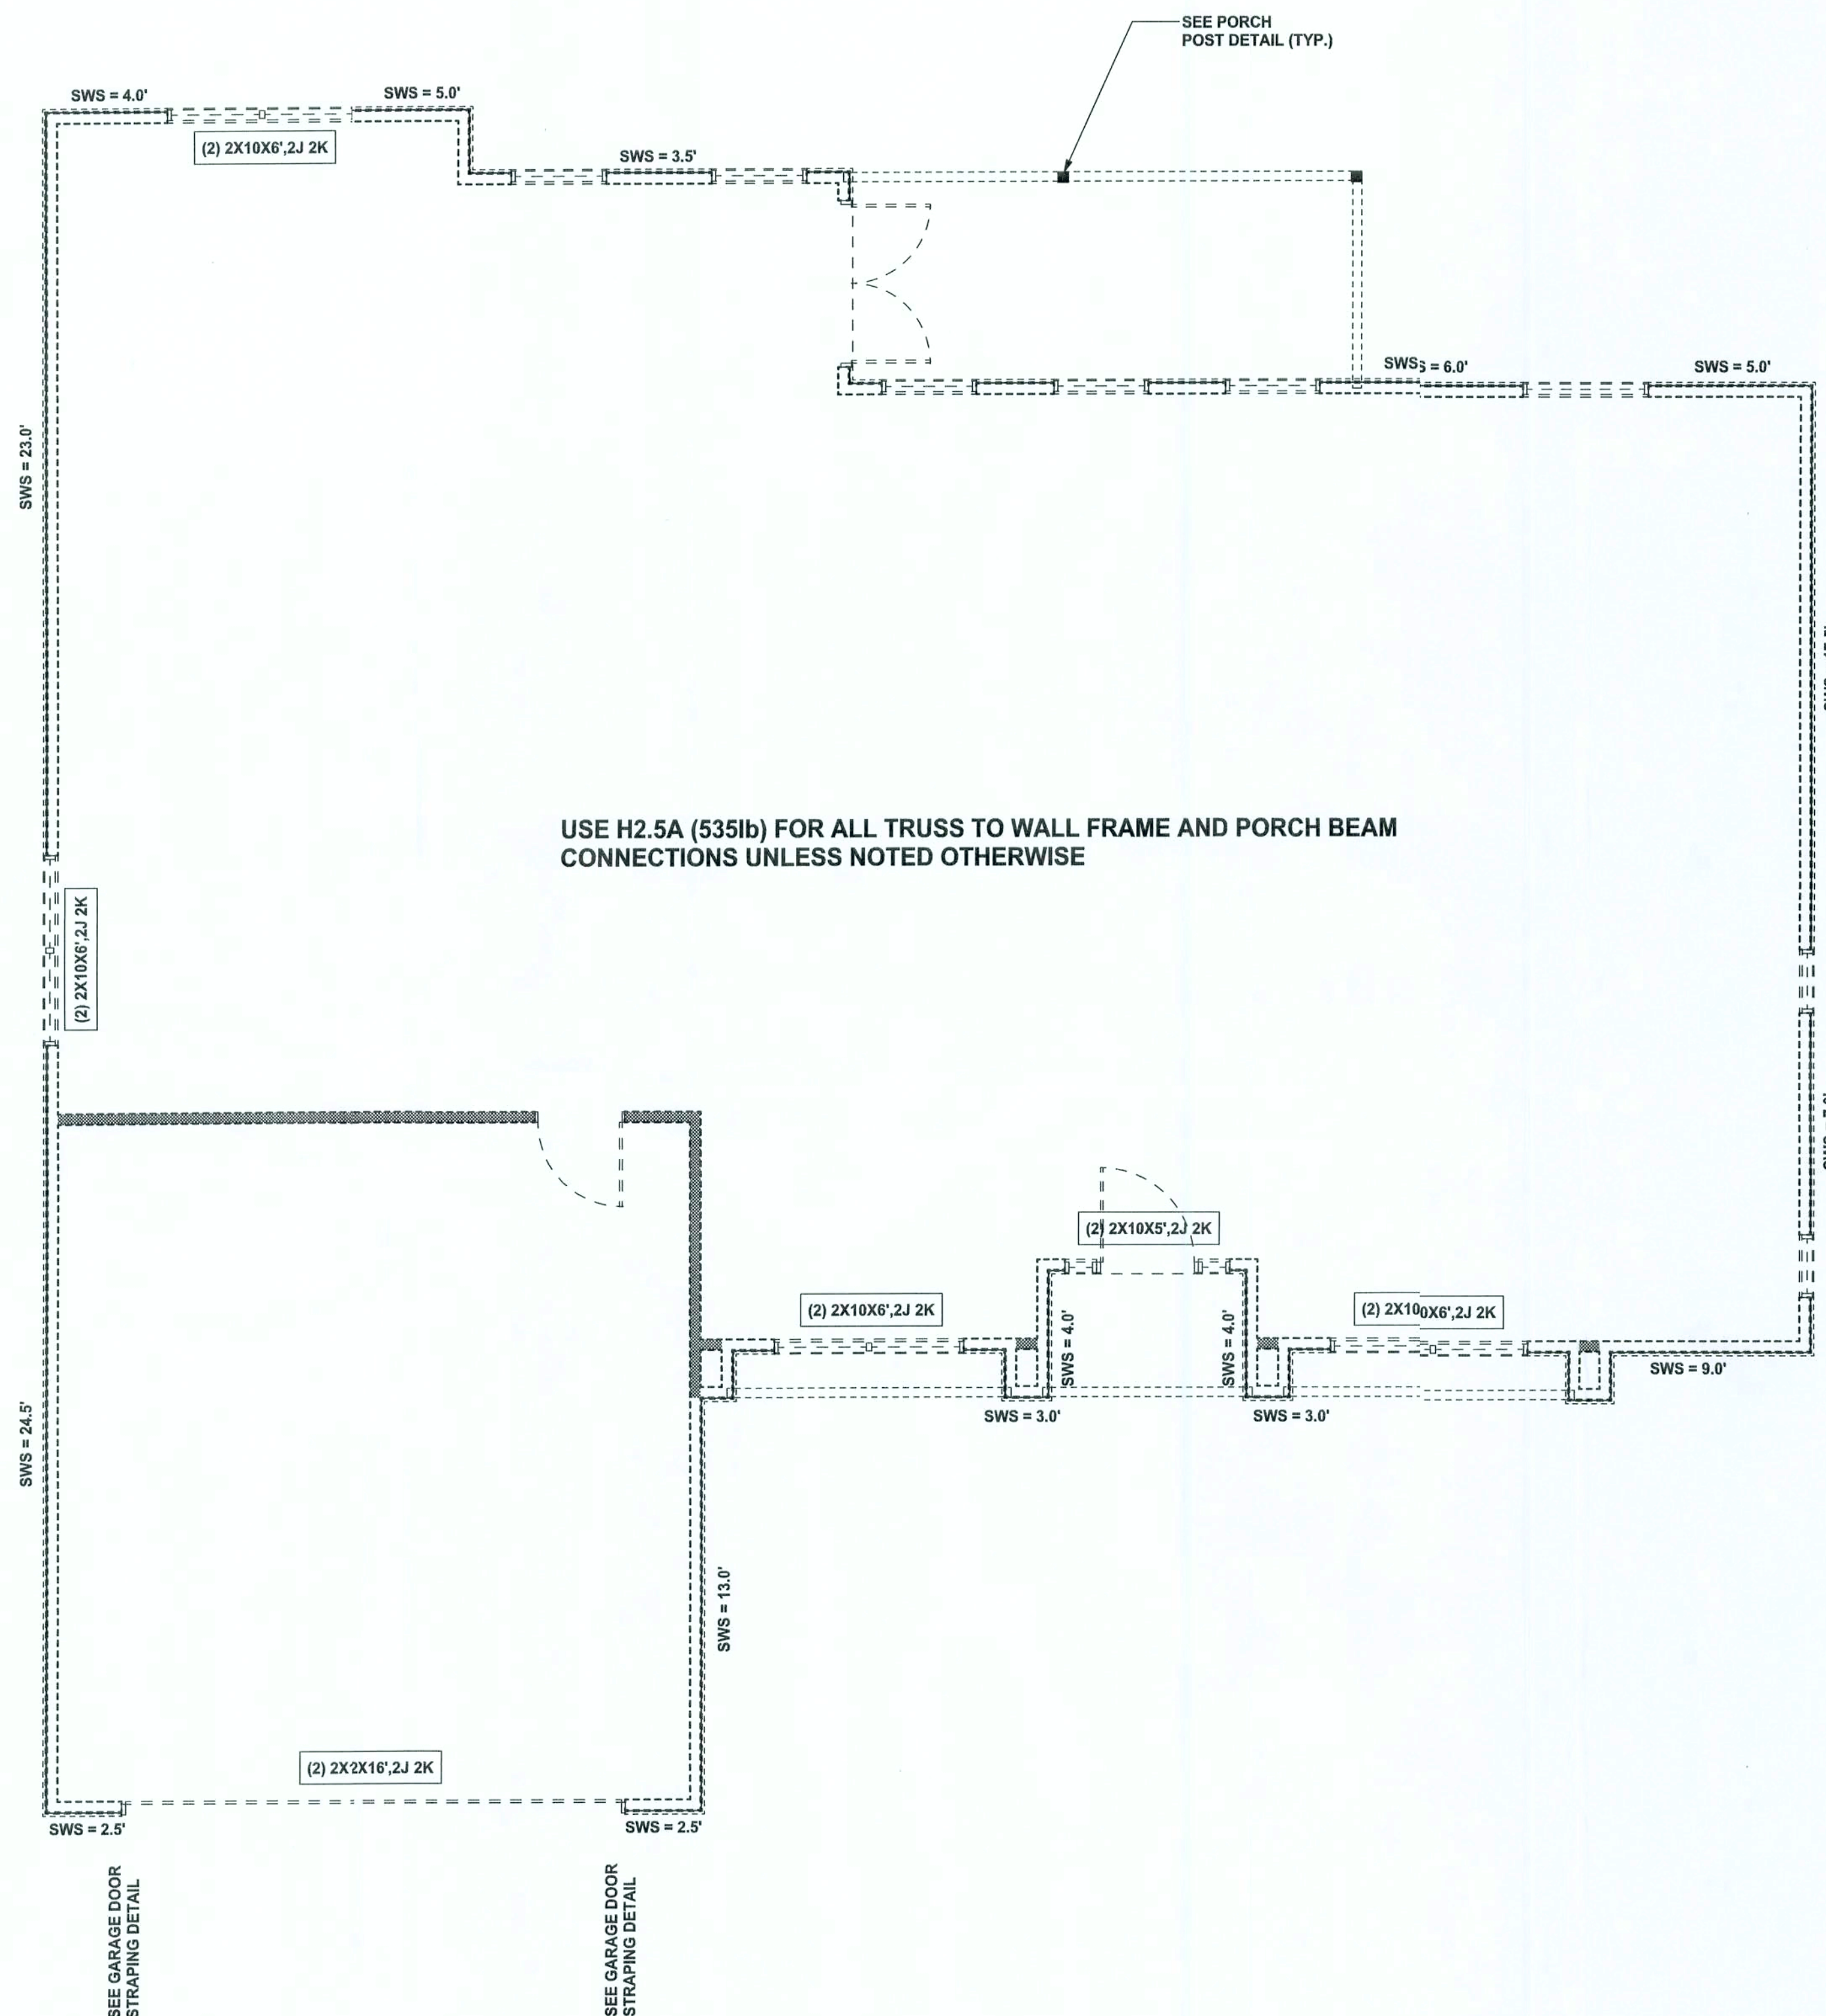 SEE PORCH
POST DETAIL (TYP.)
SWS = 4.0'
SWS = 5.0'
(2) 2X10X6',2J 2K
SWS = 3.5'
SWS = 6.0'
SWS = 5.0'
SWS = 23.0'
USE H2.5A (535lb) FOR ALL TRUSS TO WALL FRAME AND PORCH BEAM
CONNECTIONS UNLESS NOTED OTHERWISE
(2) 2X10X6',2J 2K
(2) 2X10X5',2J 2K
(2) 2X10X6',2J 2K
SWS = 4.0'
SWS = 4.0'
(2) 2X100X6',2J 2K
SWS = 9.0'
SWS = 3.0'
SWS = 3.0'
SWS = 24.5'
SWS = 13.0'
(2) 2X2X16',2J 2K
SWS = 2.5'
SWS = 2.5'
SEE GARAGE DOOR
STRAPING DETAIL
SEE GARAGE DOOR
STRAPING DETAIL